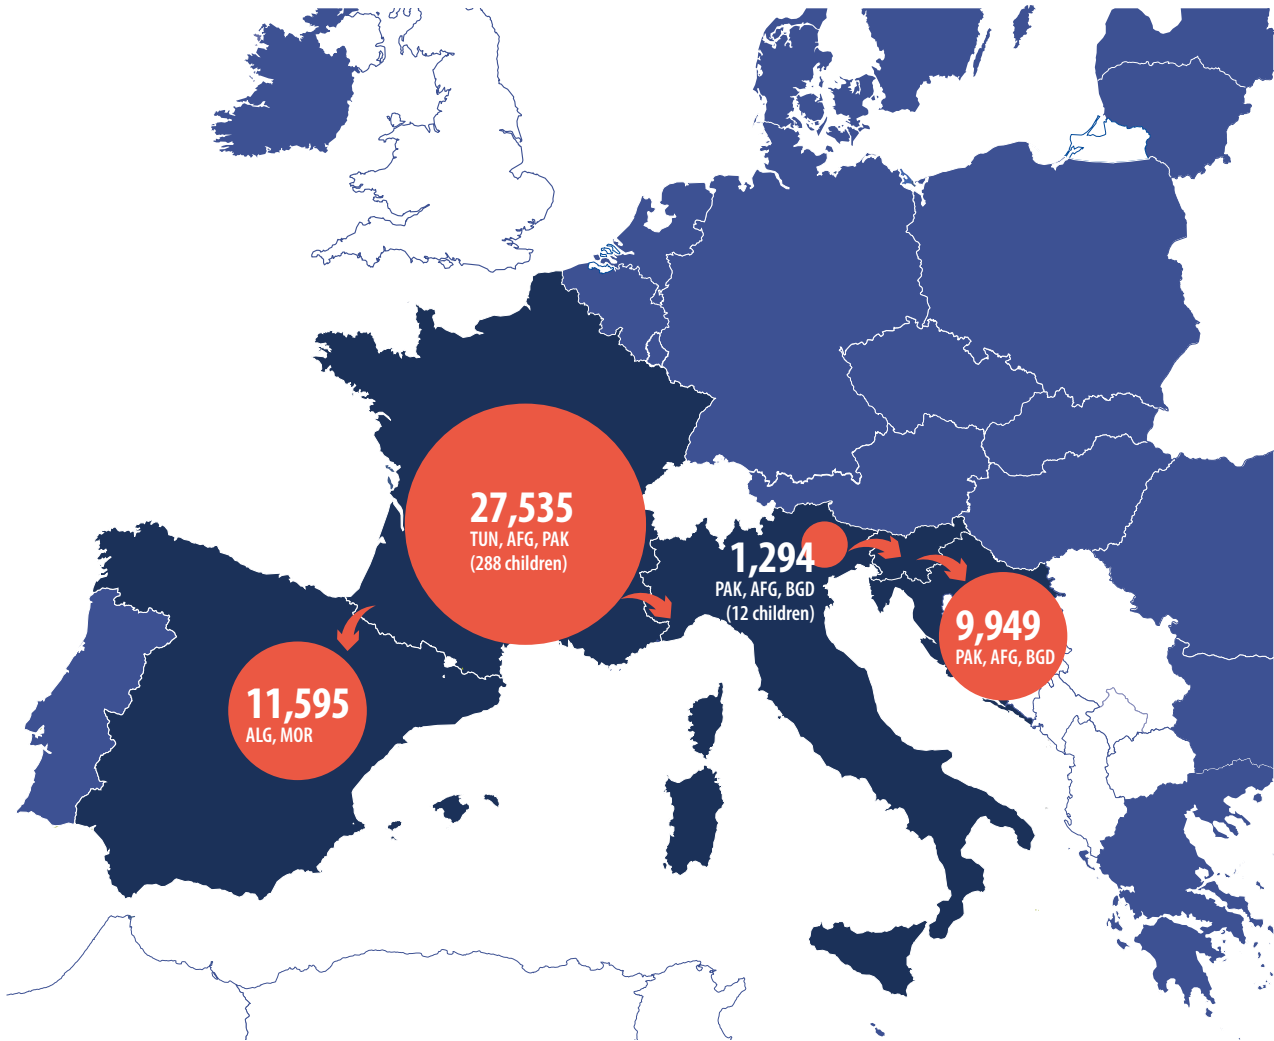 27,535
TUN, AFG, PAK
(288 children)
1,294
PAK, AFG, BGD
(12 children)
9,949
PAK, AFG, BGD
11,595
ALG, MOR